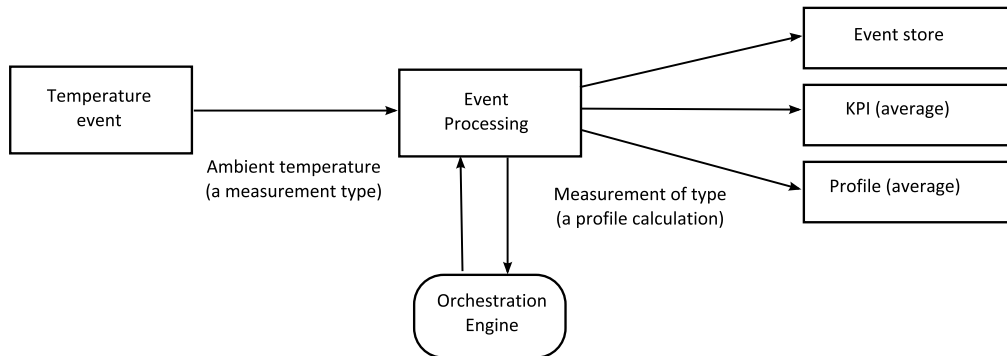 Temperature
event
Ambient temperature
(a measurement type)
Event
Processing
Orchestration
Engine
Measurement of type
(a profile calculation)
Event store
KPI (average)
Profile (average)